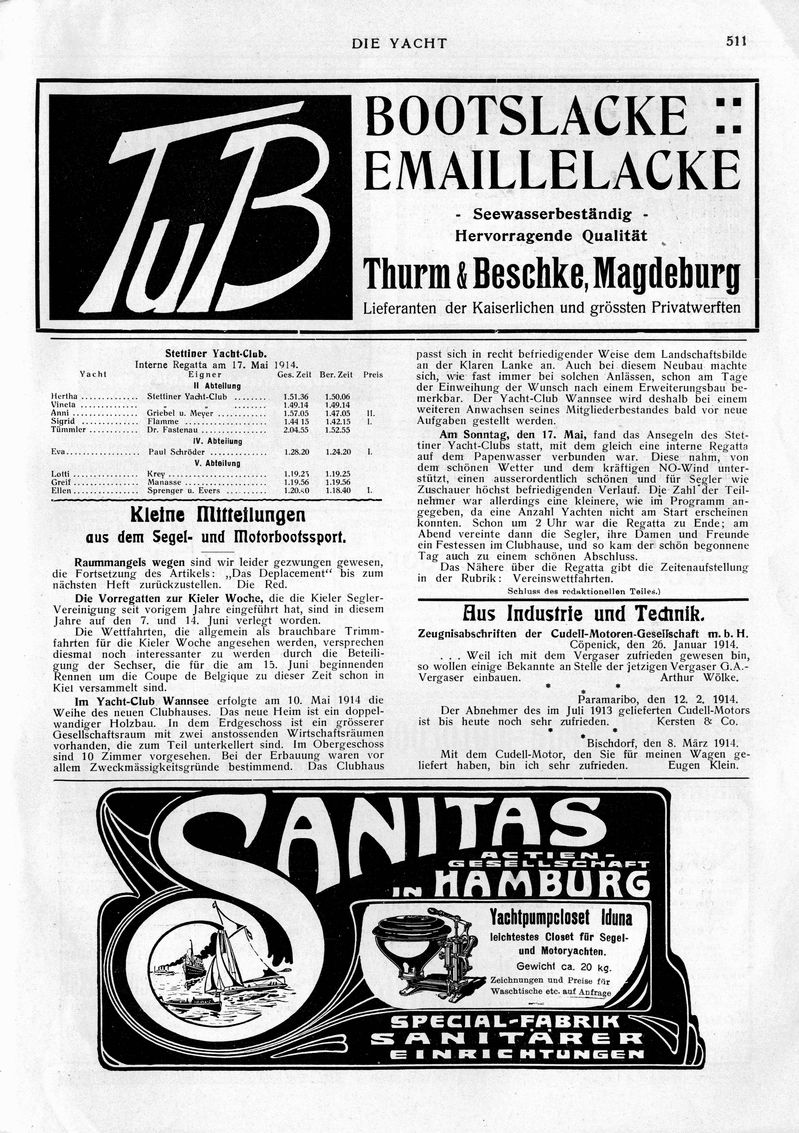 DIE YACHT
511
TuB
BOOTSLACKE ::
EMAILLELACKE
- Seewasserbeständig -
Hervorragende Qualität
Thurm & Beschke, Magdeburg
Lieferanten der Kaiserlichen und grössten Privatwerften
Stettiner Yacht-Club.
Interne Regatta am 17. Mai 1914.
Yacht Eigner Ges. Zeit Ber. Zeit Preis
II Abteilung
Hertha .............. Stettiner Yacht-Club ........ 1.51.36 1.50.06
Vineta .............. „ „ ........ 1.49.14 1.49.14
Anni ................ Griebel u. Meyer .......... 1.57.05 1.47.05 II.
Sigrid .............. Flamme .................... 1.44 15 1.42.15 I.
Tümmler ............ Dr. Fastenau ............... 2.04.55 1.52.55
IV. Abteilung
Eva.................. Paul Schröder .............. 1.28.20 1.24.20 I.
V. Abteilung
Lotti ................ Krey ....................... 1.19.25 1.19.25
Greif ................ Manasse .................... 1.19.56 1.19.56
Ellen ................ Sprenger u. Evers .......... 1.20.40 1.18.40 I.
Kleine Mitteilungen
aus dem Segel- und Motorbootssport.
Raummangels wegen sind wir leider gezwungen gewesen,
die Fortsetzung des Artikels: „Das Deplacement“ bis zum
nächsten Heft zurückzustellen. Die Red.
Die Vorregatten zur Kieler Woche, die die Kieler Segler-
Vereinigung seit vorigem Jahre eingeführt hat, sind in diesem
Jahre auf den 7. und 14. Juni verlegt worden.
Die Wettfahrten, die allgemein als brauchbare Trimm-
fahrten für die Kieler Woche angesehen werden, versprechen
diesmal noch interessanter zu werden durch die Beteili-
gung der Sechser, die für die am 15. Juni beginnenden
Rennen um die Coupe de Belgique zu dieser Zeit schon in
Kiel versammelt sind.
Im Yacht-Club Wannsee erfolgte am 10. Mai 1914 die
Weihe des neuen Clubhauses. Das neue Heim ist ein doppel-
wandiger Holzbau. In dem Erdgeschoss ist ein grösserer
Gesellschaftsraum mit zwei anstossenden Wirtschaftsräumen
vorhanden, die zum Teil unterkellert sind. Im Obergeschoss
sind 10 Zimmer vorgesehen. Bei der Erbauung waren vor
allem Zweckmässigkeitsgründe bestimmend. Das Clubhaus
passt sich in recht befriedigender Weise dem Landschaftsbilde
an der Klaren Lanke an. Auch bei diesem Neubau machte
sich, wie fast immer bei solchen Anlässen, schon am Tage
der Einweihung der Wunsch nach einem Erweiterungsbau be-
merkbar. Der Yacht-Club Wannsee wird deshalb bei einem
weiteren Anwachsen seines Mitgliederbestandes bald vor neue
Aufgaben gestellt werden.
Am Sonntag, den 17. Mai, fand das Ansegeln des Stet-
tiner Yacht-Clubs statt, mit dem gleich eine interne Regatta
auf dem Papenwasser verbunden war. Diese nahm, von
dem schönen Wetter und dem kräftigen NO-Wind unter-
stützt, einen ausserordentlich schönen und für Segler wie
Zuschauer höchst befriedigenden Verlauf. Die Zahl der Teil-
nehmer war allerdings eine kleinere, wie im Programm an-
gegeben, da eine Anzahl Yachten nicht am Start erscheinen
konnten. Schon um 2 Uhr war die Regatta zu Ende; am
Abend vereinte dann die Segler, ihre Damen und Freunde
ein Festessen im Clubhause, und so kam der schön begonnene
Tag auch zu einem schönen Abschluss.
Das Nähere über die Regatta gibt die Zeitenaufstellung
in der Rubrik: Vereinswettfahrten.
Schluss des redaktionellen Teiles.)
Aus Industrie und Technik.
Zeugnisabschriften der Cudell-Motoren-Gesellschaft m. b. H.
Cöpenick, den 26. Januar 1914.
. . . Weil ich mit dem Vergaser zufrieden gewesen bin,
so wollen einige Bekannte an Stelle der jetzigen Vergaser G.A.-
Vergaser einbauen. Arthur Wölke.
* * *
Paramaribo, den 12. 2. 1914.
Der Abnehmer des im Juli 1913 gelieferten Cudell-Motors
ist bis heute noch sehr zufrieden. Kersten & Co.
* * *
Bischdorf, den 8. März 1914.
Mit dem Cudell-Motor, den Sie für meinen Wagen ge-
liefert haben, bin ich sehr zufrieden. Eugen Klein.
SANITAS
ACTIEN-
GESELLSCHAFT
IN HAMBURG
Yachtpumpcloset Iduna
leichtestes Closet für Segel-
und Motoryachten.
Gewicht ca. 20 kg.
Zeichnungen und Preise für
Waschtische etc. auf Anfrage
SPECIAL-FABRIK
SANITÄRER
EINRICHTUNGEN